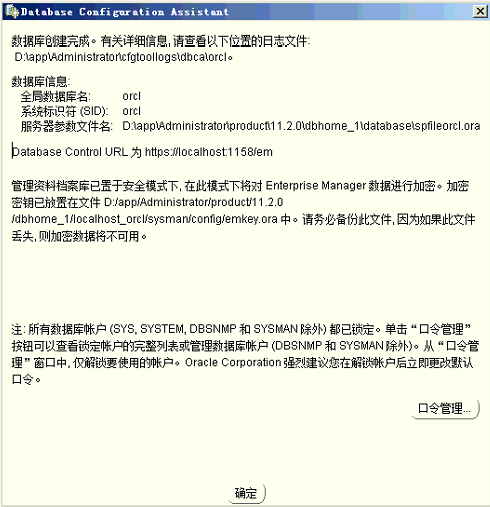 Database Configuration Assistant
数据库创建完成。有关详细信息, 请查看以下位置的日志文件:
D:\app\Administrator\cfgtoollogs\dbca\orcl。
数据库信息:
全局数据库名: orcl
系统标识符 (SID): orcl
服务器参数文件名: D:\app\Administrator\product\11.2.0\dbhome_1\database\spfileorcl.ora
Database Control URL 为 https://localhost:1158/em
管理资料档案库已置于安全模式下, 在此模式下将对 Enterprise Manager 数据进行加密。加密
密钥已放置在文件 D:/app/Administrator/product/11.2.0
/dbhome_1/localhost_orcl/sysman/config/emkey.ora 中。请务必备份此文件, 因为如果此文件
丢失, 则加密数据将不可用。
注: 所有数据库帐户 (SYS, SYSTEM, DBSNMP 和 SYSMAN 除外) 都已锁定。单击“口令管理”
按钮可以查看锁定帐户的完整列表或管理数据库帐户 (DBSNMP 和 SYSMAN 除外)。从“口令管
理”窗口中, 仅解锁要使用的帐户。Oracle Corporation 强烈建议您在解锁帐户后立即更改默认
口令。
口令管理...
确定